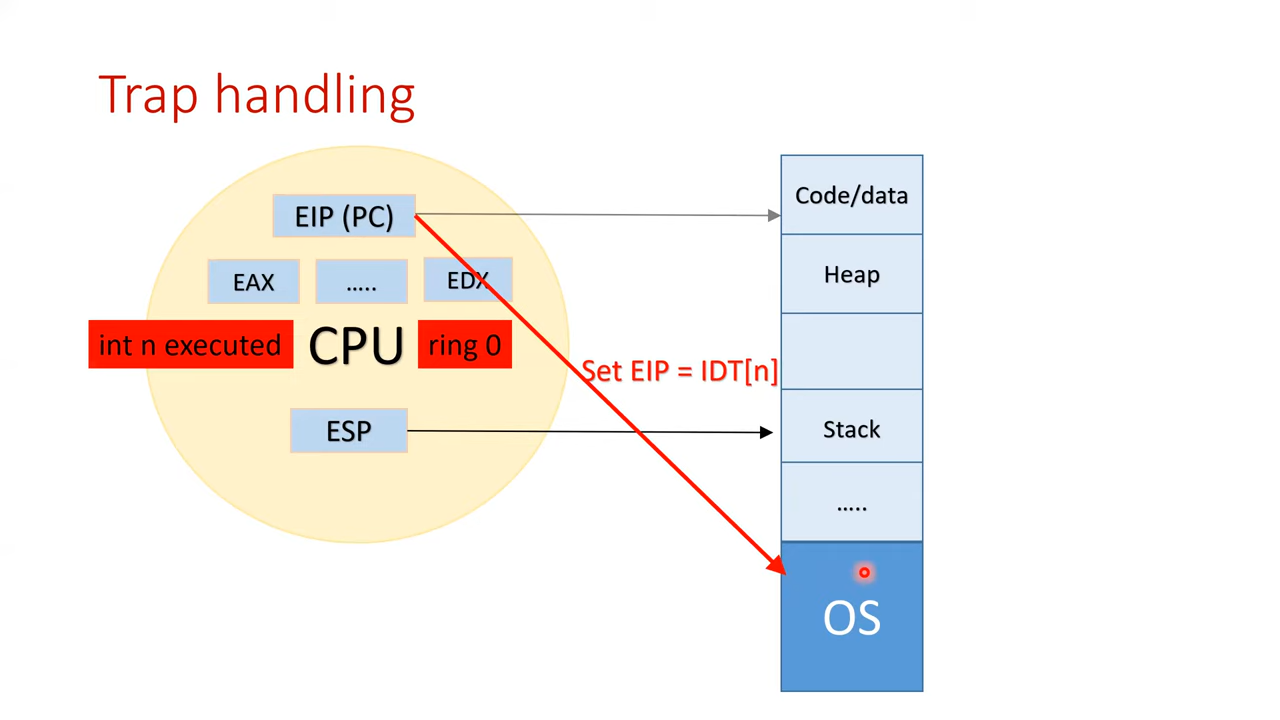 Trap handling
EIP (PC)
EAX
.....
EDX
int n executed
CPU
ring 0
ESP
Set EIP = IDT[n]
Code/data
Heap
Stack
.....
OS